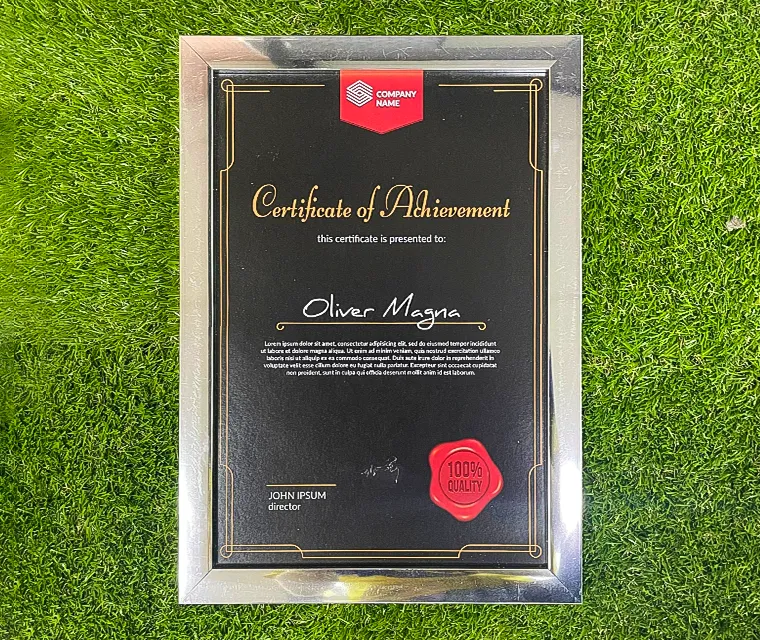 COMPANY
NAME
Certificate of Achievement
this certificate is presented to:
Oliver Magna
Lorem ipsum dolor sit amet, consectetur adipisicing elit, sed do eiusmod tempor incididunt
ut labore et dolore magna aliqua. Ut enim ad minim veniam, quis nostrud exercitation ullamco
laboris nisi ut aliquip ex ea commodo consequat. Duis aute irure dolor in reprehenderit in
voluptate velit esse cillum dolore eu fugiat nulla pariatur. Excepteur sint occaecat cupidatat
non proident, sunt in culpa qui officia deserunt mollit anim id est laborum.
100%
QUALITY
JOHN IPSUM
director